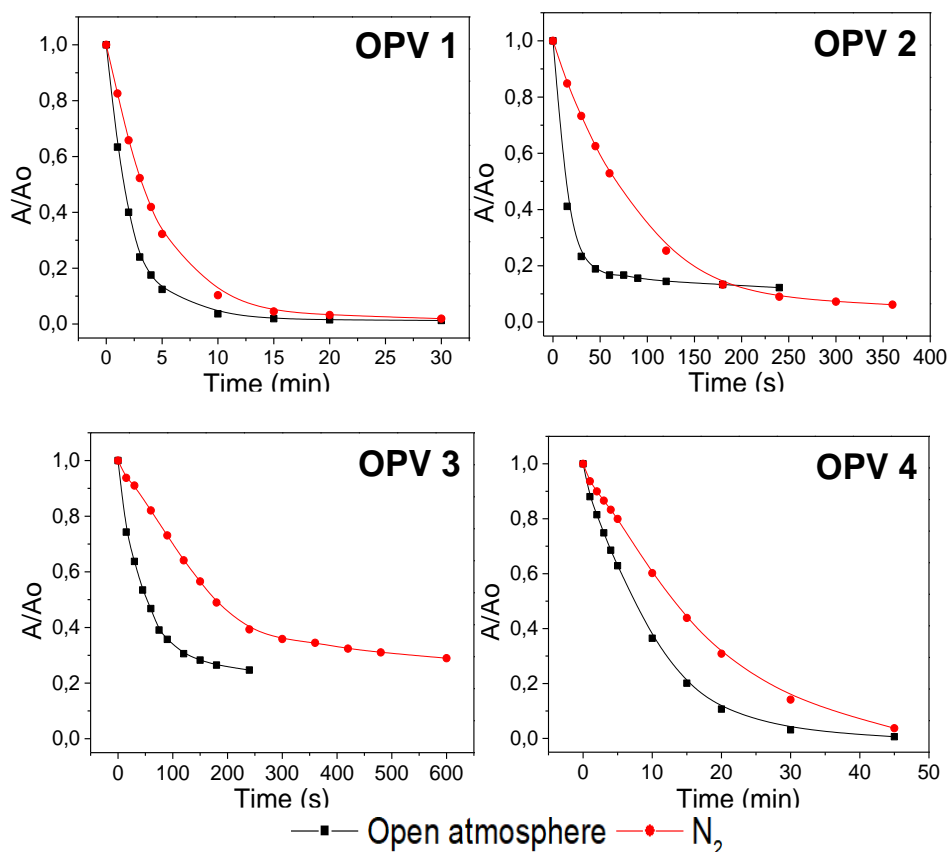 OPV 1
1,0
0,8
0,6
0,4
0,2
0,0
A/Ao
0 5 10 15 20 25 30
Time (min)
OPV 2
1,0
0,8
0,6
0,4
0,2
0,0
A/Ao
0 50 100 150 200 250 300 350 400
Time (s)
OPV 3
1,0
0,8
0,6
0,4
0,2
0,0
A/Ao
0 100 200 300 400 500 600
Time (s)
OPV 4
1,0
0,8
0,6
0,4
0,2
0,0
A/Ao
0 10 20 30 40 50
Time (min)
Open atmosphere N₂